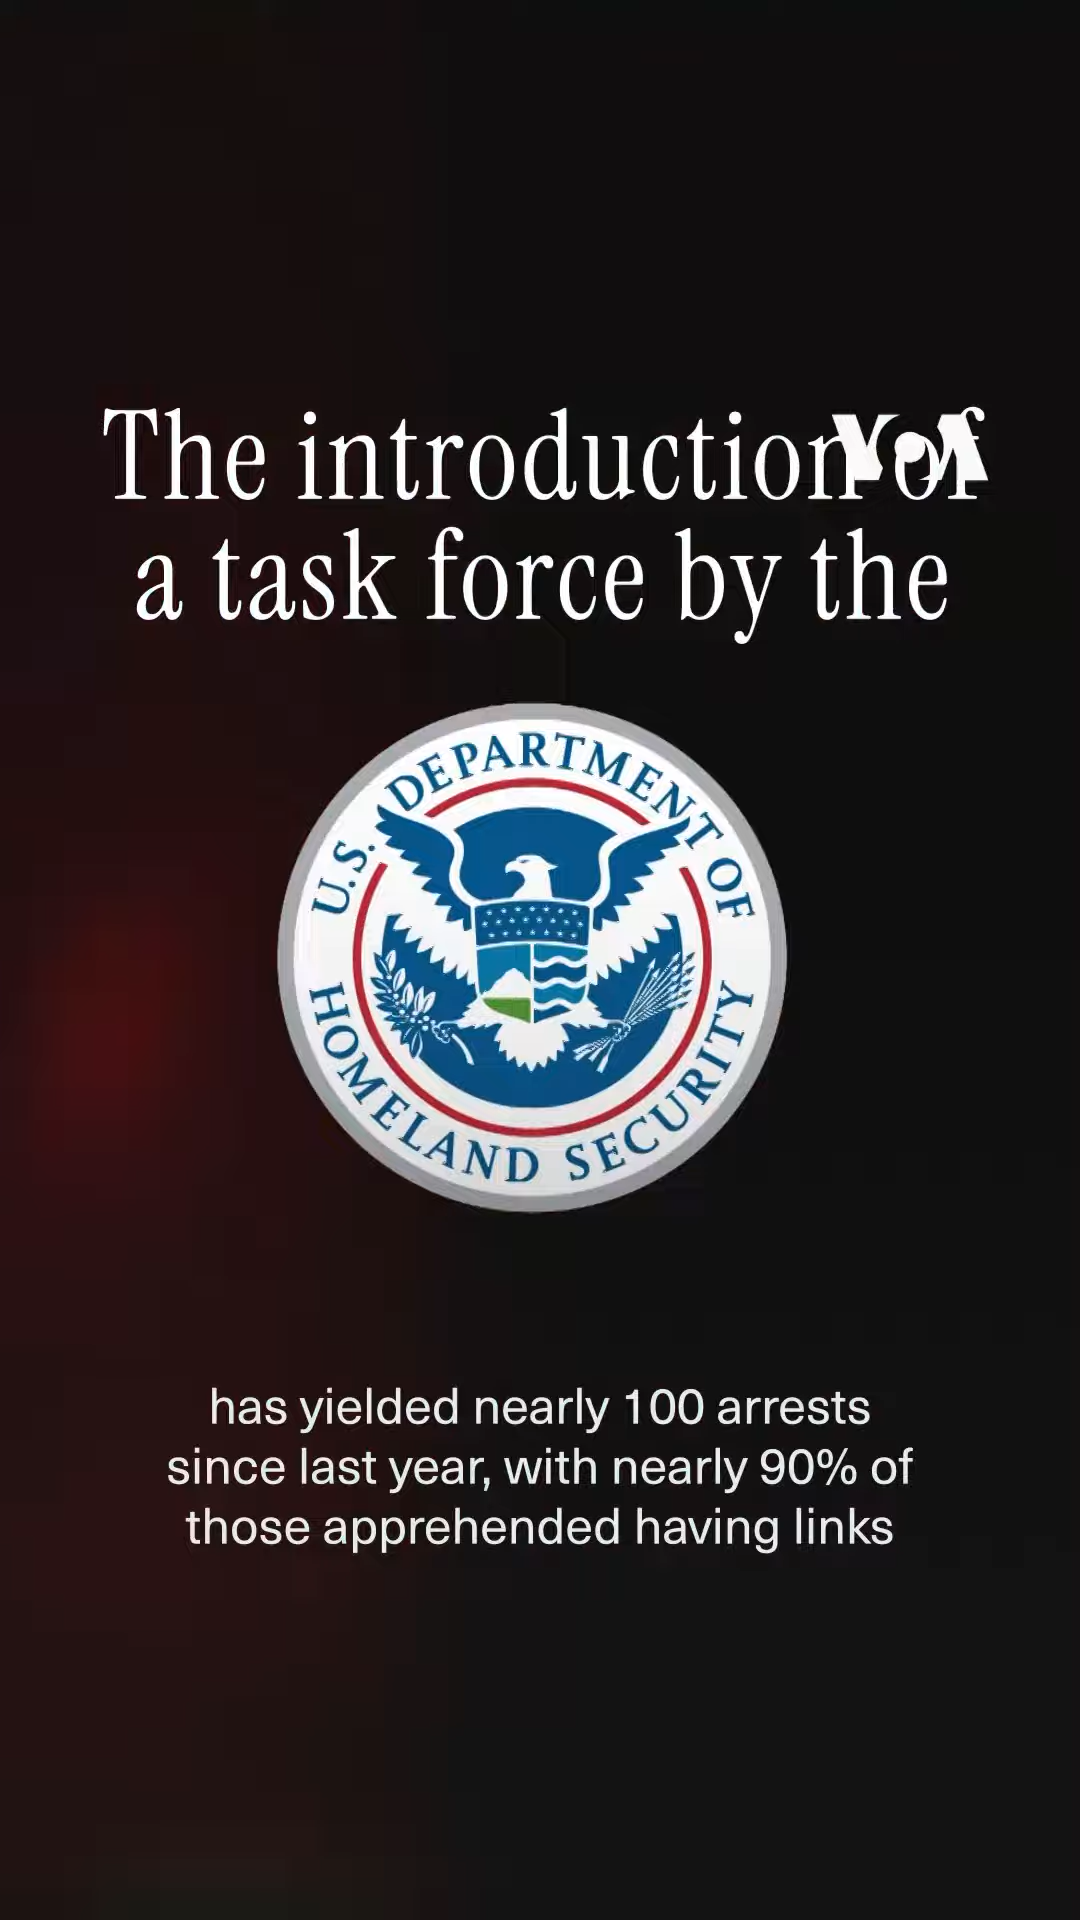 The introduction of
VOA
a task force by the
U.S. DEPARTMENT OF
HOMELAND SECURITY
has yielded nearly 100 arrests
since last year, with nearly 90% of
those apprehended having links